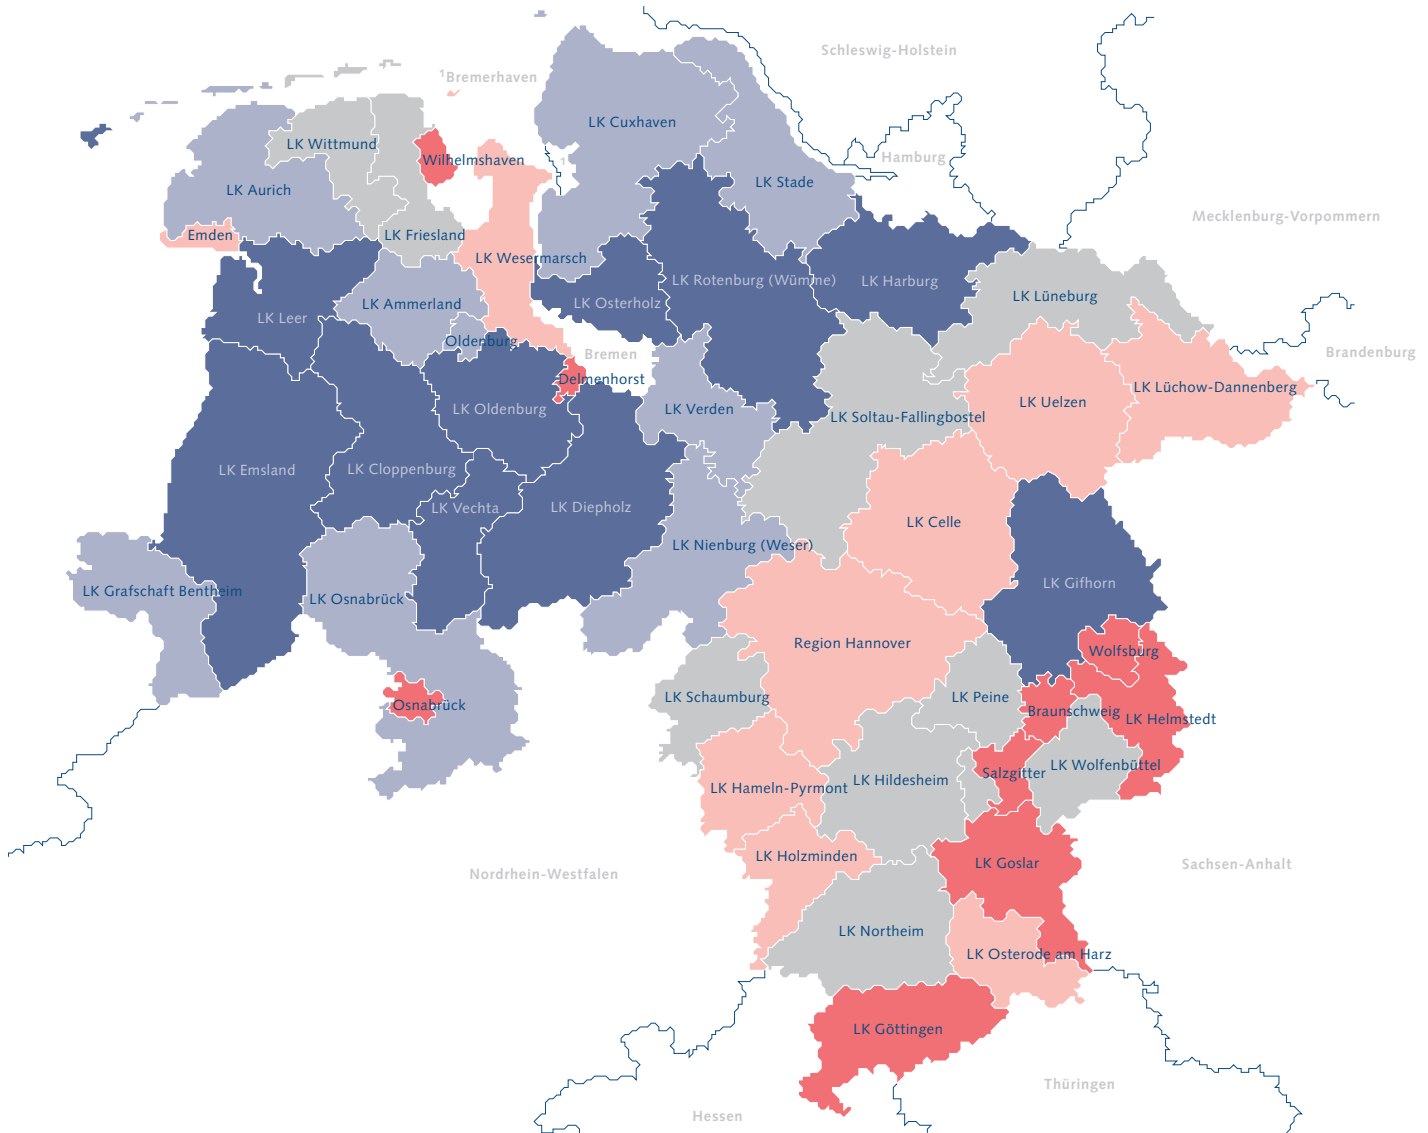 Schleswig-Holstein
¹Bremerhaven
LK Cuxhaven
LK Wittmund
Wilhelmshaven
Hamburg
1
LK Stade
LK Aurich
Mecklenburg-Vorpommern
Emden
LK Friesland
LK Wesermarsch
LK Rotenburg (Wümme)
LK Harburg
LK Lüneburg
LK Ammerland
LK Osterholz
LK Leer
Oldenburg
Bremen
Brandenburg
Delmenhorst
LK Lüchow-Dannenberg
LK Uelzen
LK Oldenburg
LK Verden
LK Soltau-Fallingbostel
LK Emsland
LK Cloppenburg
LK Vechta
LK Diepholz
LK Celle
LK Nienburg (Weser)
LK Gifhorn
LK Grafschaft Bentheim
LK Osnabrück
Region Hannover
Wolfsburg
LK Schaumburg
LK Peine
Osnabrück
Braunschweig
LK Helmstedt
LK Wolfenbüttel
Salzgitter
LK Hildesheim
LK Hameln-Pyrmont
LK Holzminden
LK Goslar
Sachsen-Anhalt
Nordrhein-Westfalen
LK Northeim
LK Osterode am Harz
LK Göttingen
Thüringen
Hessen